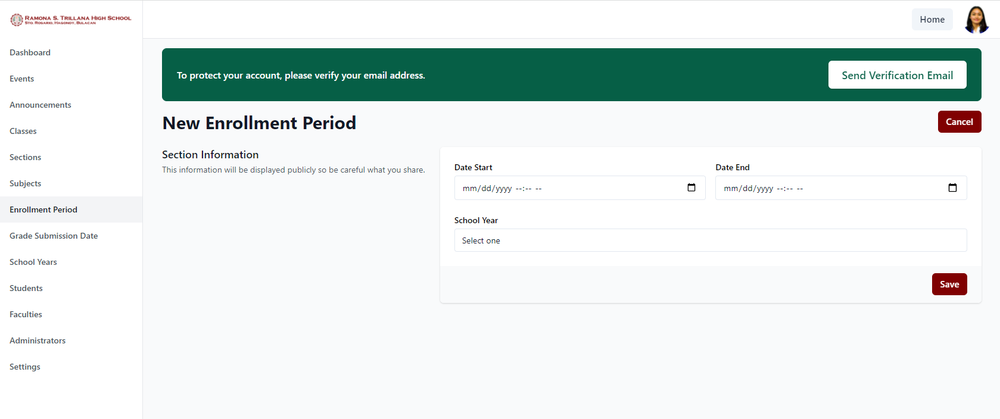 Ramona S. Trillana High School
Sto. Rosario, Hagonoy, Bulacan
Home
Dashboard
Events
Announcements
Classes
Sections
Subjects
Enrollment Period
Grade Submission Date
School Years
Students
Faculties
Administrators
Settings
To protect your account, please verify your email address.
Send Verification Email
New Enrollment Period
Cancel
Section Information
This information will be displayed publicly so be careful what you share.
Date Start
Date End
mm/dd/yyyy --:-- --
mm/dd/yyyy --:-- --
School Year
Select one
Save